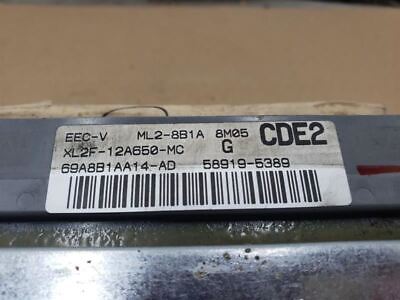 EEC-V ML2-8B1A 8M05 CDE2
XL2F-12A650-MC G
69A8B1AA14-AD 58919-5389